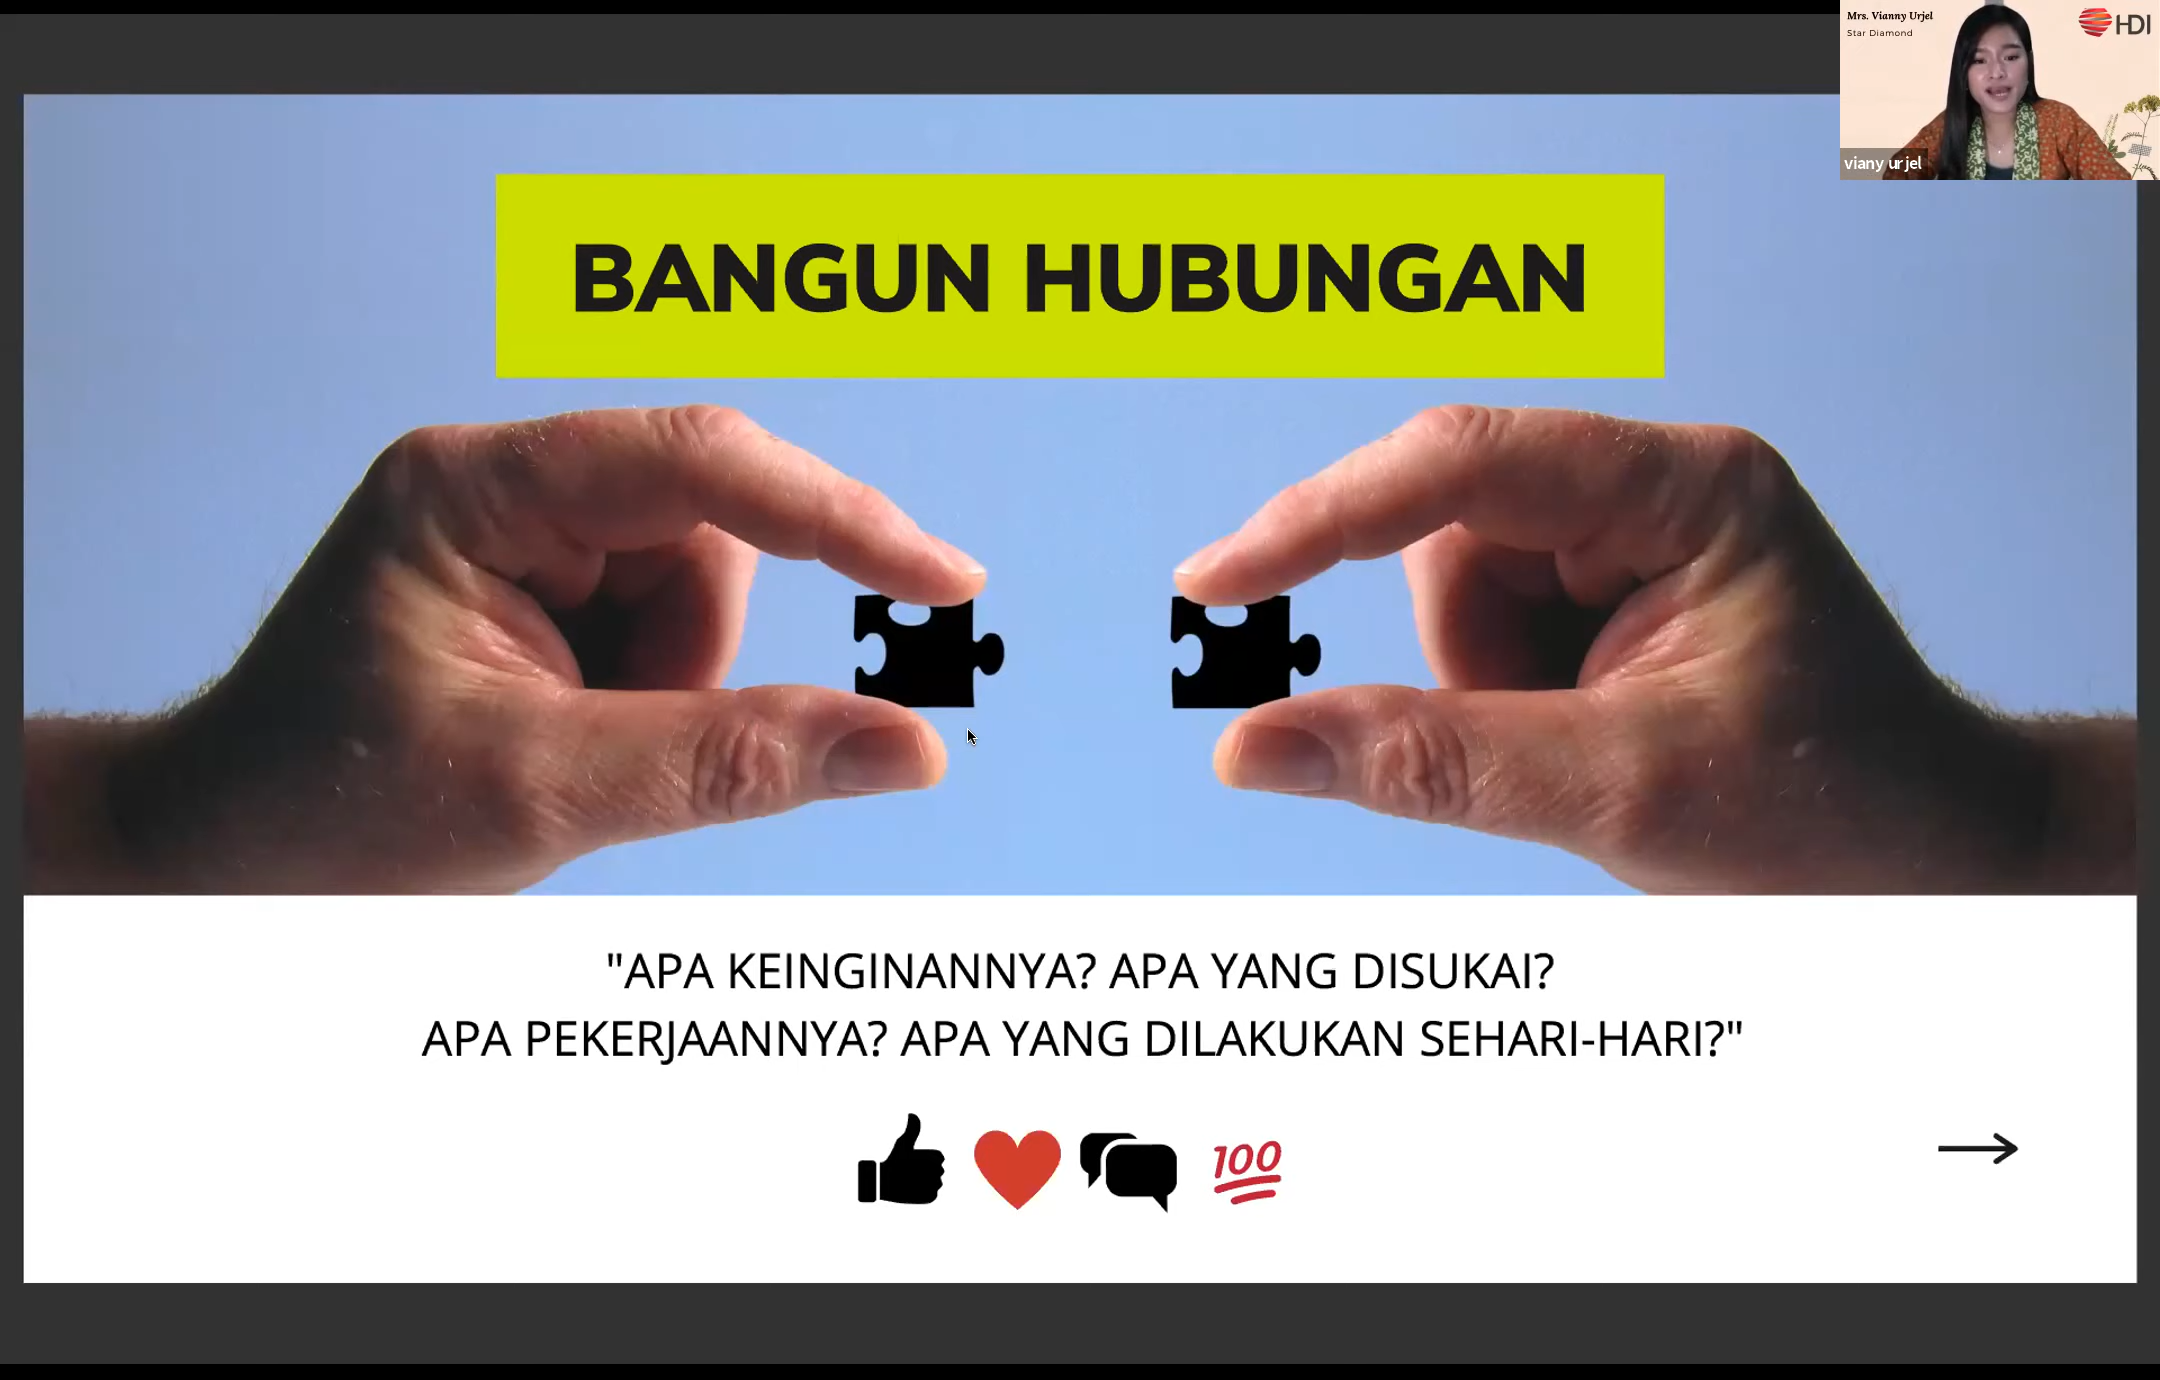 Mrs. Vianny Urjel
Star Diamond
HDI
viany urjel
BANGUN HUBUNGAN
"APA KEINGINANNYA? APA YANG DISUKAI?
APA PEKERJAANNYA? APA YANG DILAKUKAN SEHARI-HARI?"
100